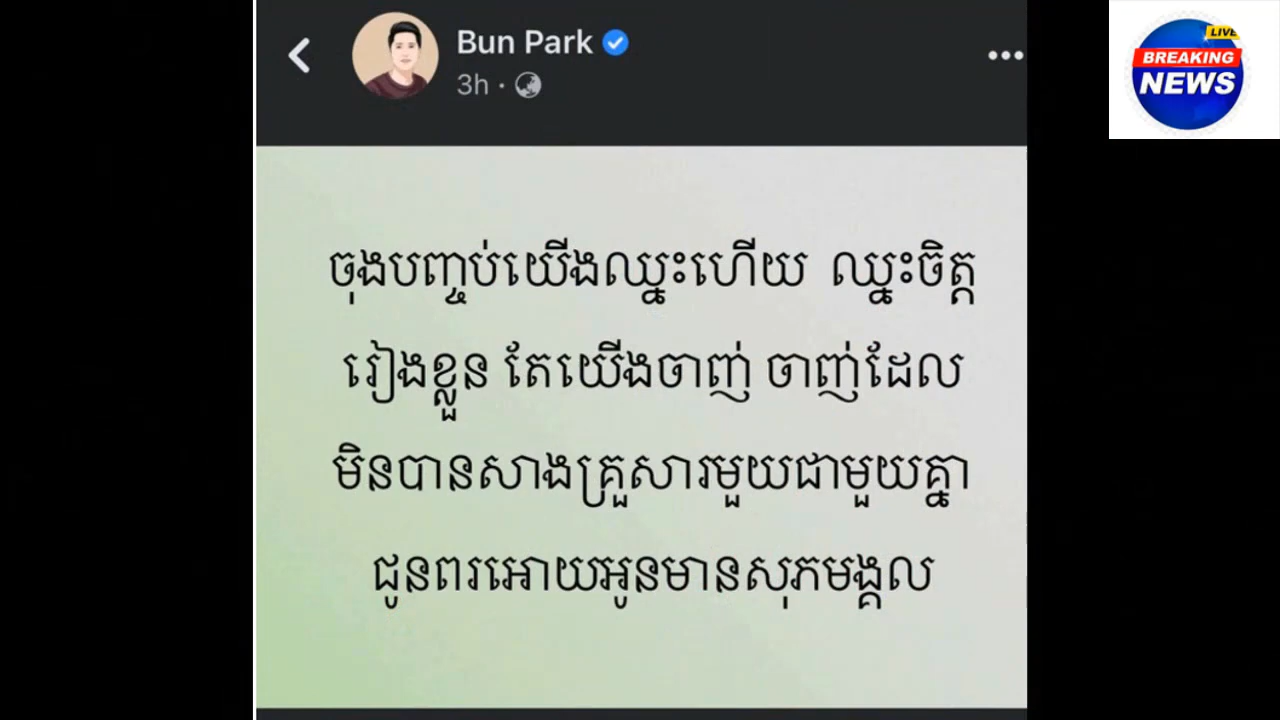 Bun Park
3h
LIVE
BREAKING
NEWS
ចុងបញ្ចប់យើងឈ្នះហើយ ឈ្នះចិត្ត
រៀងខ្លួន តែយើងចាញ់ ចាញ់ដែល
មិនបានសាងគ្រួសារមួយជាមួយគ្នា
ជូនពរអោយអូនមានសុភមង្គល